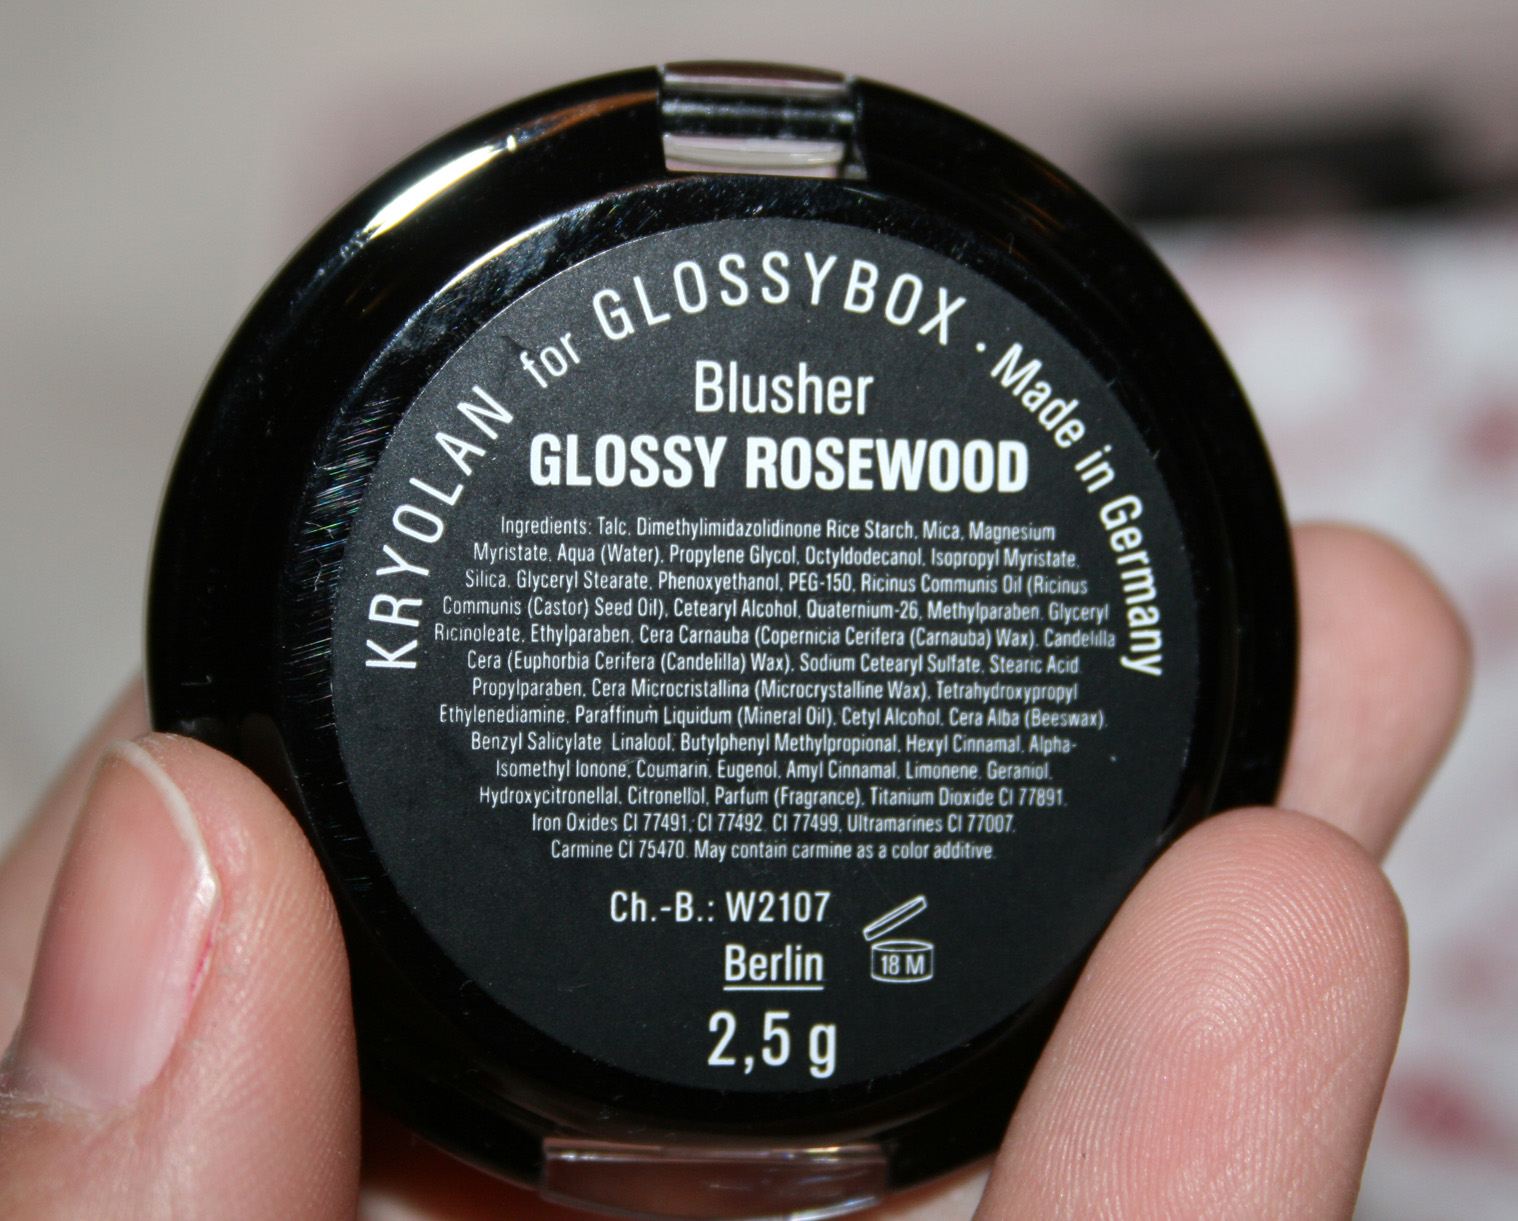 KRYOLAN for GLOSSYBOX · Made in Germany
Blusher
GLOSSY ROSEWOOD
Ingredients: Talc, Dimethylimidazolidinone Rice Starch, Mica, Magnesium
Myristate, Aqua (Water), Propylene Glycol, Octyldodecanol, Isopropyl Myristate,
Silica, Glyceryl Stearate, Phenoxyethanol, PEG-150, Ricinus Communis Oil (Ricinus
Communis (Castor) Seed Oil), Cetearyl Alcohol, Quaternium-26, Methylparaben, Glyceryl
Ricinoleate, Ethylparaben, Cera Carnauba (Copernicia Cerifera (Carnauba) Wax), Candelilla
Cera (Euphorbia Cerifera (Candelilla) Wax), Sodium Cetearyl Sulfate, Stearic Acid
Propylparaben, Cera Microcristallina (Microcrystalline Wax), Tetrahydroxypropyl
Ethylenediamine, Paraffinum Liquidum (Mineral Oil), Cetyl Alcohol, Cera Alba (Beeswax),
Benzyl Salicylate, Linalool, Butylphenyl Methylpropional, Hexyl Cinnamal, Alpha-
Isomethyl Ionone, Coumarin, Eugenol, Amyl Cinnamal, Limonene, Geraniol,
Hydroxycitronellal, Citronellol, Parfum (Fragrance), Titanium Dioxide CI 77891,
Iron Oxides CI 77491, CI 77492, CI 77499, Ultramarines CI 77007,
Carmine CI 75470. May contain carmine as a color additive.
Ch.-B.: W2107
Berlin
18 M
2,5 g